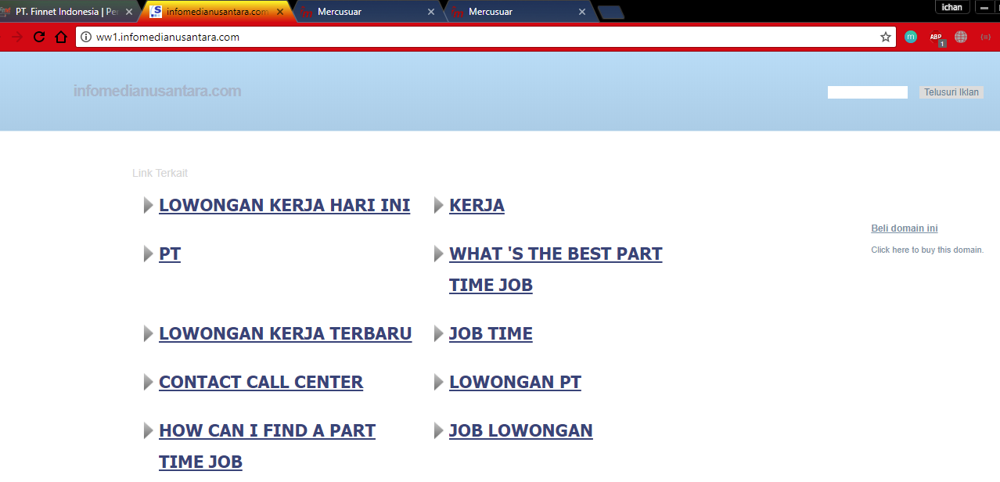 PT. Finnet Indonesia | Per
infomedianusantara.com
Mercusuar
Mercusuar
ichan
ww1.infomedianusantara.com
m
ABP
1
infomedianusantara.com
Telusuri Iklan
Link Terkait
LOWONGAN KERJA HARI INI
KERJA
PT
WHAT 'S THE BEST PART
TIME JOB
Beli domain ini
Click here to buy this domain.
LOWONGAN KERJA TERBARU
JOB TIME
CONTACT CALL CENTER
LOWONGAN PT
HOW CAN I FIND A PART
TIME JOB
JOB LOWONGAN